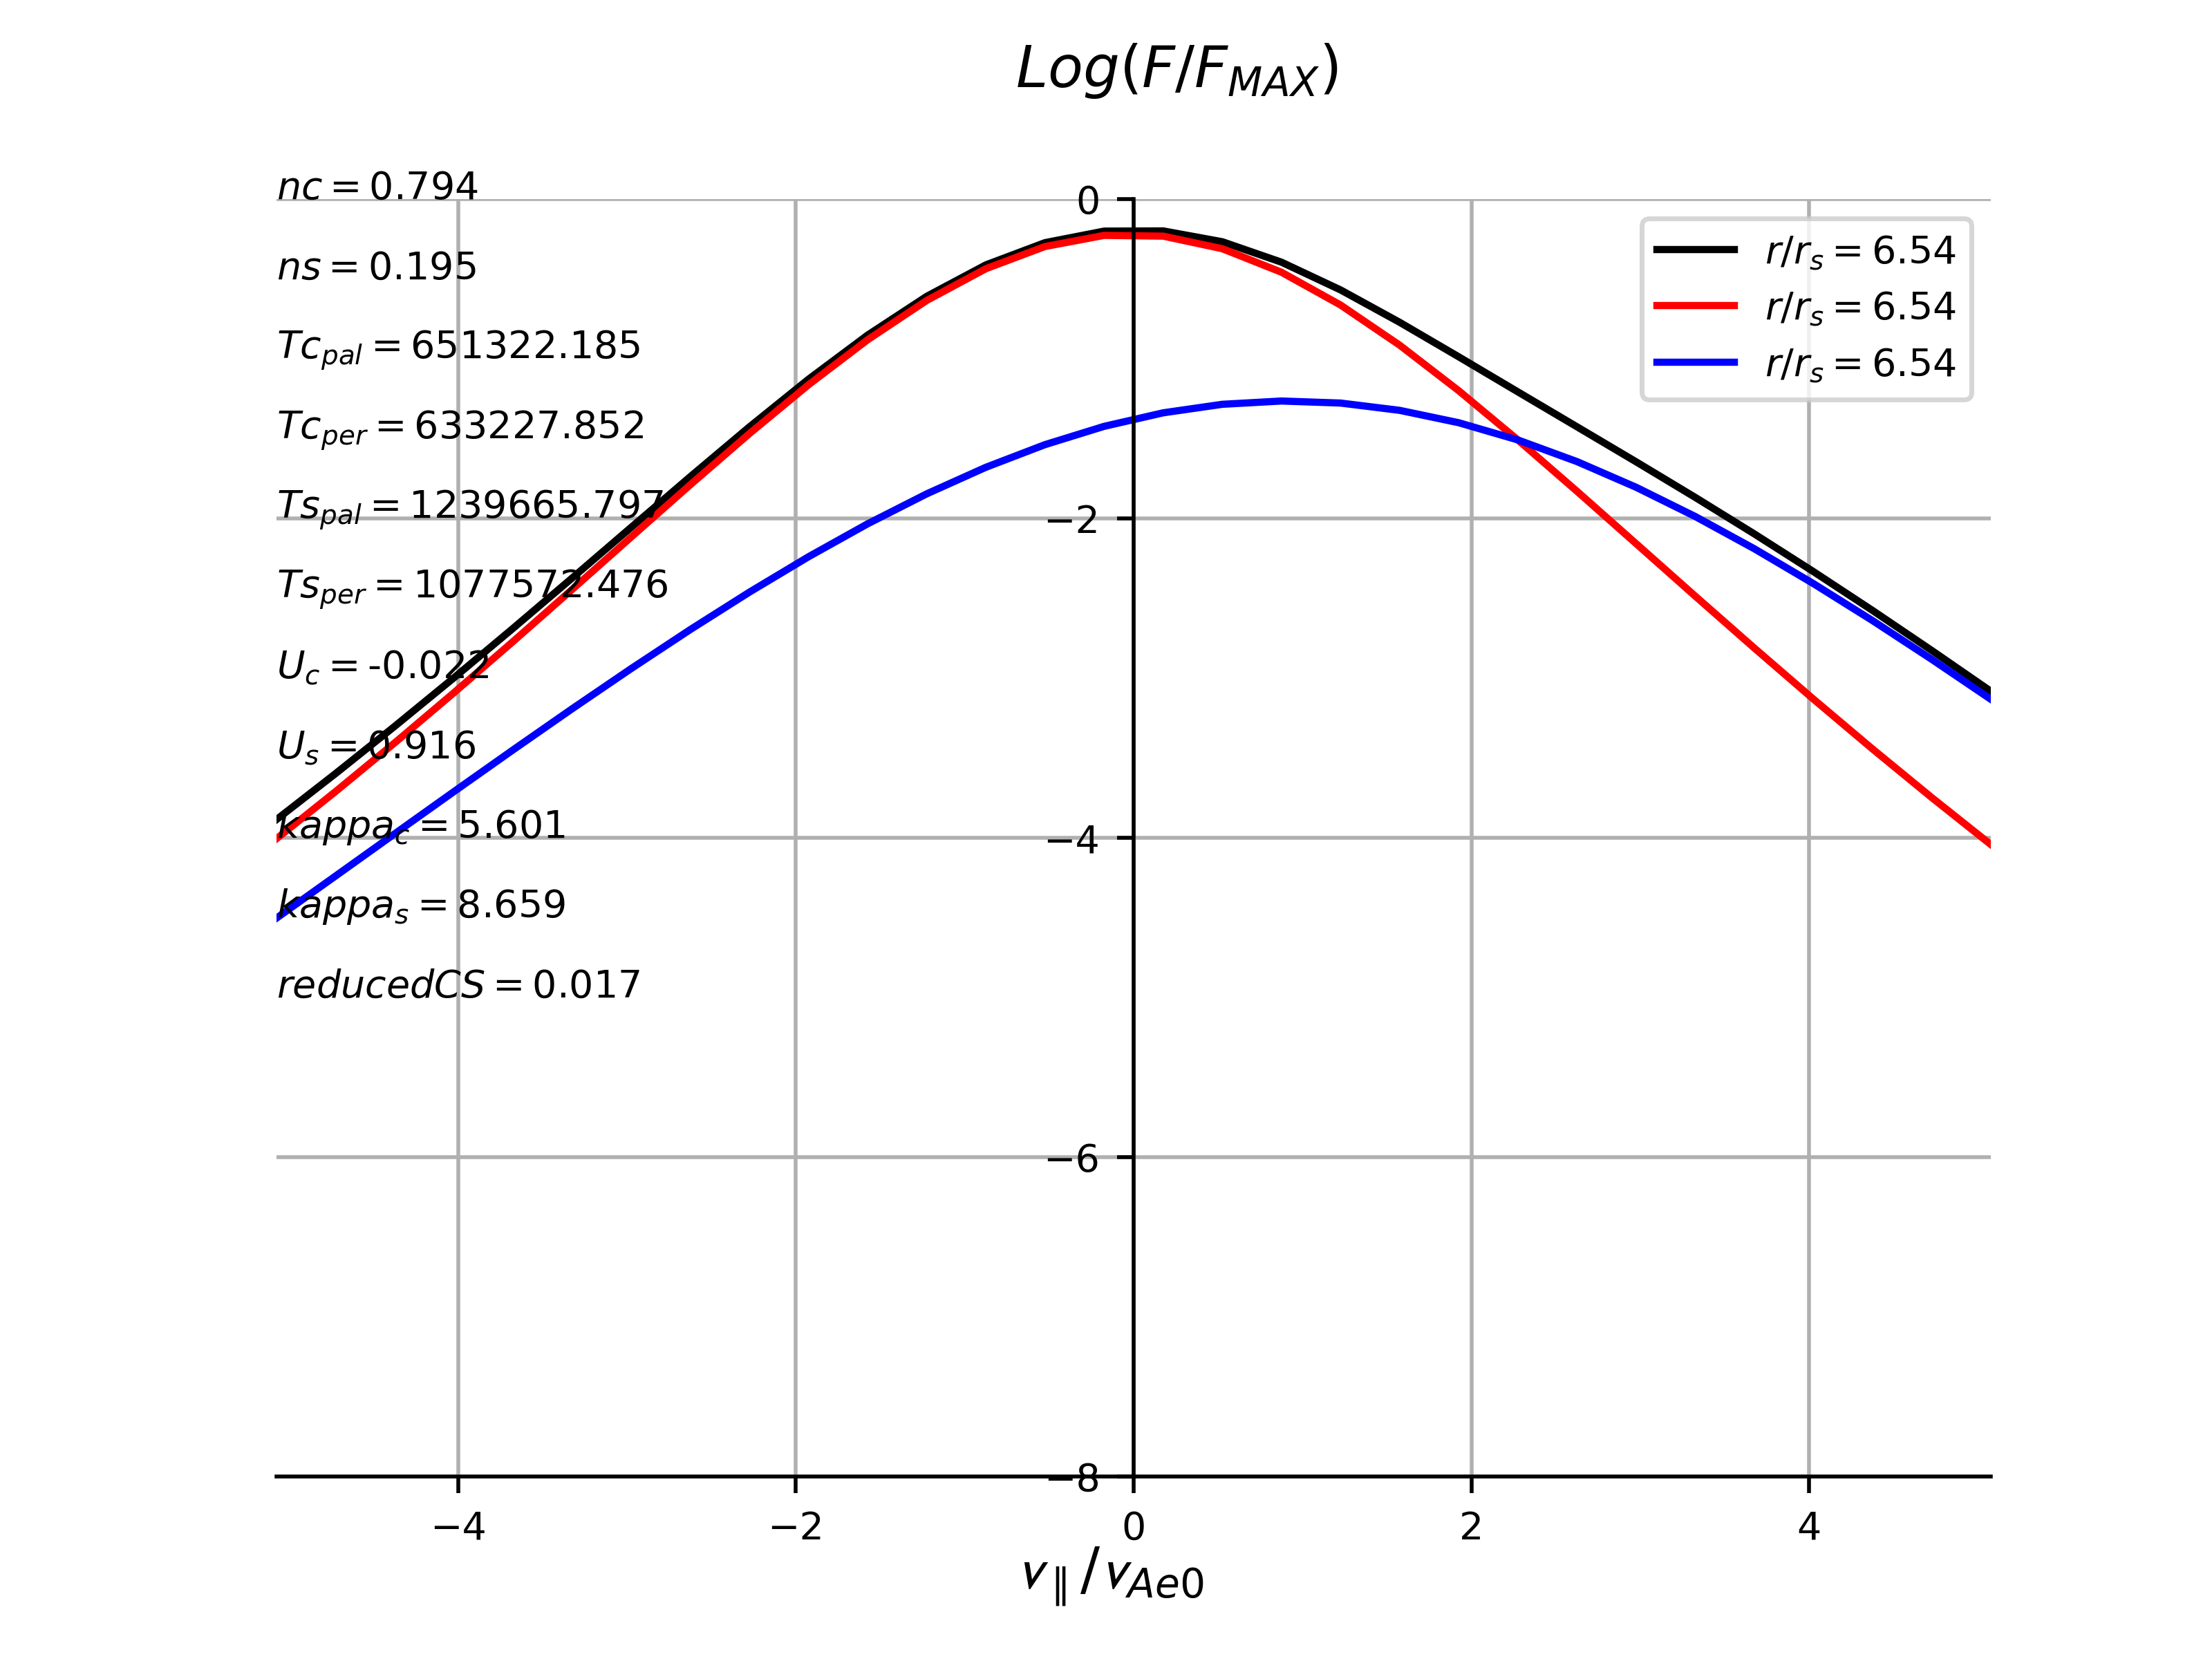 Log(F/F_MAX)
nc = 0.794
ns = 0.195
Tc_pal = 651322.185
Tc_per = 633227.852
Ts_pal = 1239665.797
Ts_per = 1077572.476
U_c = -0.022
U_s = 0.916
kappa_c = 5.601
kappa_s = 8.659
reducedCS = 0.017
r/r_s = 6.54
r/r_s = 6.54
r/r_s = 6.54
0
−2
−4
−6
−8
−4 −2 0 2 4
v_∥/v_Ae0